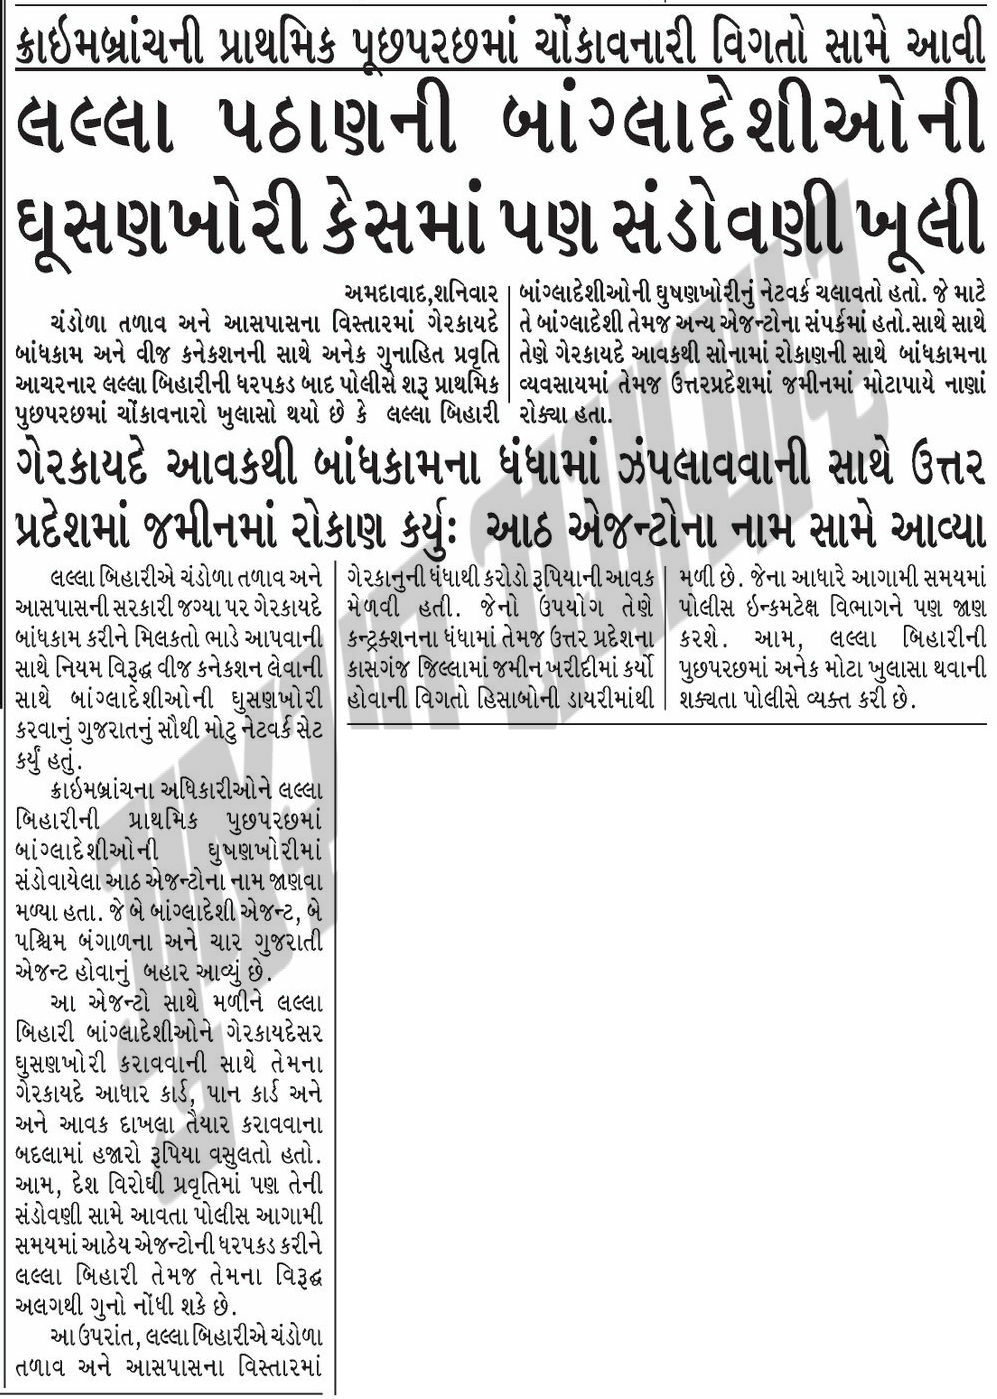 ક્રાઇમબ્રાંચની પ્રાથમિક પૂછપરછમાં ચોંકાવનારી વિગતો સામે આવી
લલ્લા પઠાણની બાંગ્લાદેશીઓની
ઘૂસણખોરી કેસમાં પણ સંડોવણી ખૂલી
અમદાવાદ,શનિવાર
ચંડોળા તળાવ અને આસપાસના વિસ્તારમાં ગેરકાયદે
બાંધકામ અને વીજ કનેકશનની સાથે અનેક ગુનાહિત પ્રવૃતિ
આચરનાર લલ્લા બિહારીની ધરપકડ બાદ પોલીસે શરૂ પ્રાથમિક
પુછપરછમાં ચોંકાવનારો ખુલાસો થયો છે કે લલ્લા બિહારી
બાંગ્લાદેશીઓની ઘુષણખોરીનું નેટવર્ક ચલાવતો હતો. જે માટે
તે બાંગ્લાદેશી તેમજ અન્ય એજન્ટોના સંપર્કમાં હતો.સાથે સાથે
તેણે ગેરકાયદે આવકથી સોનામાં રોકાણની સાથે બાંધકામના
વ્યવસાયમાં તેમજ ઉત્તરપ્રદેશમાં જમીનમાં મોટાપાયે નાણાં
રોક્યા હતા.
ગેરકાયદે આવકથી બાંધકામના ધંધામાં ઝંપલાવવાની સાથે ઉત્તર
પ્રદેશમાં જમીનમાં રોકાણ કર્યુઃ આઠ એજન્ટોના નામ સામે આવ્યા
લલ્લા બિહારીએ ચંડોળા તળાવ અને
આસપાસની સરકારી જગ્યા પર ગેરકાયદે
બાંધકામ કરીને મિલકતો ભાડે આપવાની
સાથે નિયમ વિરૂદ્ધ વીજ કનેકશન લેવાની
સાથે બાંગ્લાદેશીઓની ઘુસણખોરી
કરવાનું ગુજરાતનું સૌથી મોટુ નેટવર્ક સેટ
કર્યું હતું.
ક્રાઇમબ્રાંચના અધિકારીઓને લલ્લા
બિહારીની પ્રાથમિક પુછપરછમાં
બાંગ્લાદેશીઓની ઘુષણખોરીમાં
સંડોવાયેલા આઠ એજન્ટોના નામ જાણવા
મળ્યા હતા. જે બે બાંગ્લાદેશી એજન્ટ, બે
પશ્ચિમ બંગાળના અને ચાર ગુજરાતી
એજન્ટ હોવાનું બહાર આવ્યું છે.
આ એજન્ટો સાથે મળીને લલ્લા
બિહારી બાંગ્લાદેશીઓને ગેરકાયદેસર
ઘુસણખોરી કરાવવાની સાથે તેમના
ગેરકાયદે આધાર કાર્ડ, પાન કાર્ડ અને
અને આવક દાખલા તૈયાર કરાવવાના
બદલામાં હજારો રૂપિયા વસુલતો હતો.
આમ, દેશ વિરોધી પ્રવૃતિમાં પણ તેની
સંડોવણી સામે આવતા પોલીસ આગામી
સમયમાં આઠેય એજન્ટોની ધરપકડ કરીને
લલ્લા બિહારી તેમજ તેમના વિરૂદ્ધ
અલગથી ગુનો નોંધી શકે છે.
આ ઉપરાંત, લલ્લા બિહારીએ ચંડોળા
તળાવ અને આસપાસના વિસ્તારમાં
ગેરકાનુની ધંધાથી કરોડો રૂપિયાની આવક
મેળવી હતી. જેનો ઉપયોગ તેણે
કન્ટ્રક્શનના ધંધામાં તેમજ ઉત્તર પ્રદેશના
કાસગંજ જિલ્લામાં જમીન ખરીદીમાં કર્યો
હોવાની વિગતો હિસાબોની ડાયરીમાંથી
મળી છે. જેના આધારે આગામી સમયમાં
પોલીસ ઇન્કમટેક્ષ વિભાગને પણ જાણ
કરશે. આમ, લલ્લા બિહારીની
પુછપરછમાં અનેક મોટા ખુલાસા થવાની
શક્યતા પોલીસે વ્યક્ત કરી છે.
ગુજરાત સમાચાર